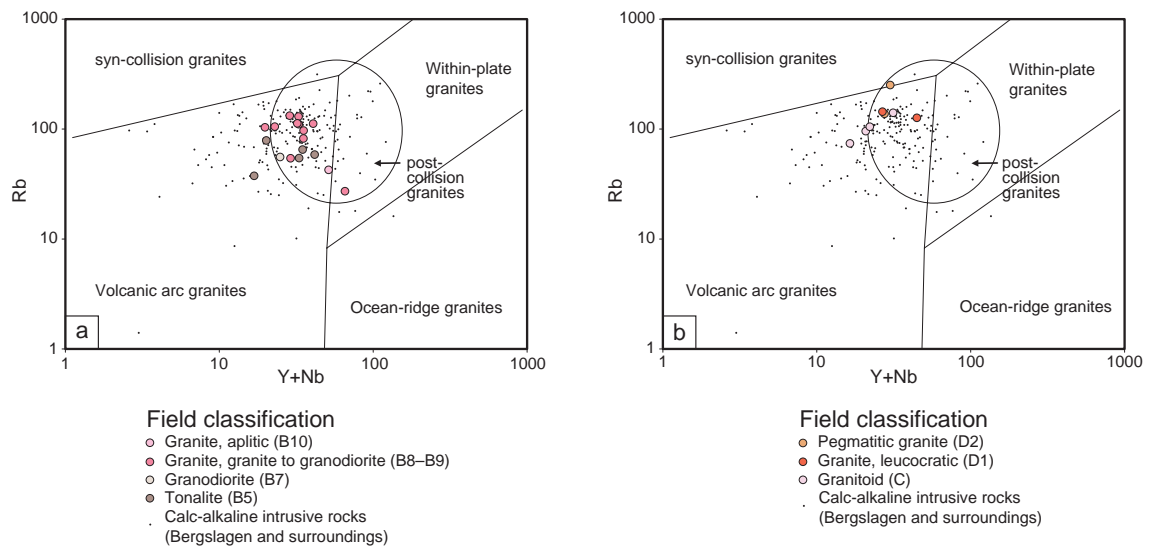 1000
100
10
1
Rb
syn-collision granites
Within-plate
granites
post-
collision
granites
Volcanic arc granites
Ocean-ridge granites
a
1
10
100
1000
Y+Nb
Field classification
Granite, aplitic (B10)
Granite, granite to granodiorite (B8–B9)
Granodiorite (B7)
Tonalite (B5)
Calc-alkaline intrusive rocks
(Bergslagen and surroundings)
1000
100
10
1
Rb
syn-collision granites
Within-plate
granites
post-
collision
granites
Volcanic arc granites
Ocean-ridge granites
b
1
10
100
1000
Y+Nb
Field classification
Pegmatitic granite (D2)
Granite, leucocratic (D1)
Granitoid (C)
Calc-alkaline intrusive rocks
(Bergslagen and surroundings)